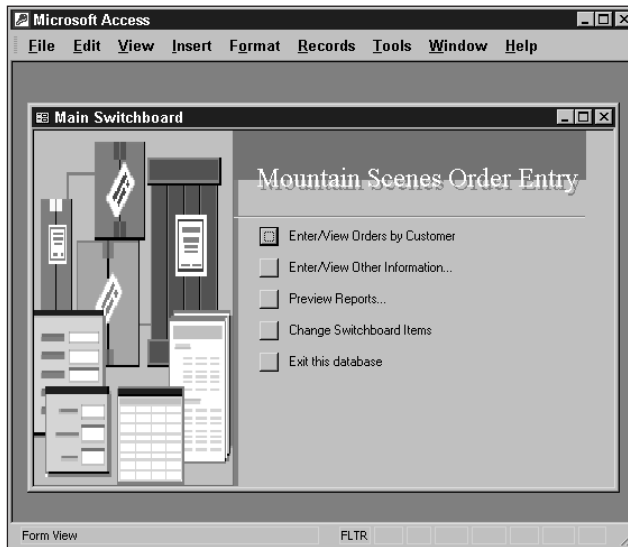 Microsoft Access
File Edit View Insert Format Records Tools Window Help
Main Switchboard
Mountain Scenes Order Entry
Enter/View Orders by Customer
Enter/View Other Information...
Preview Reports...
Change Switchboard Items
Exit this database
Form View FLTR